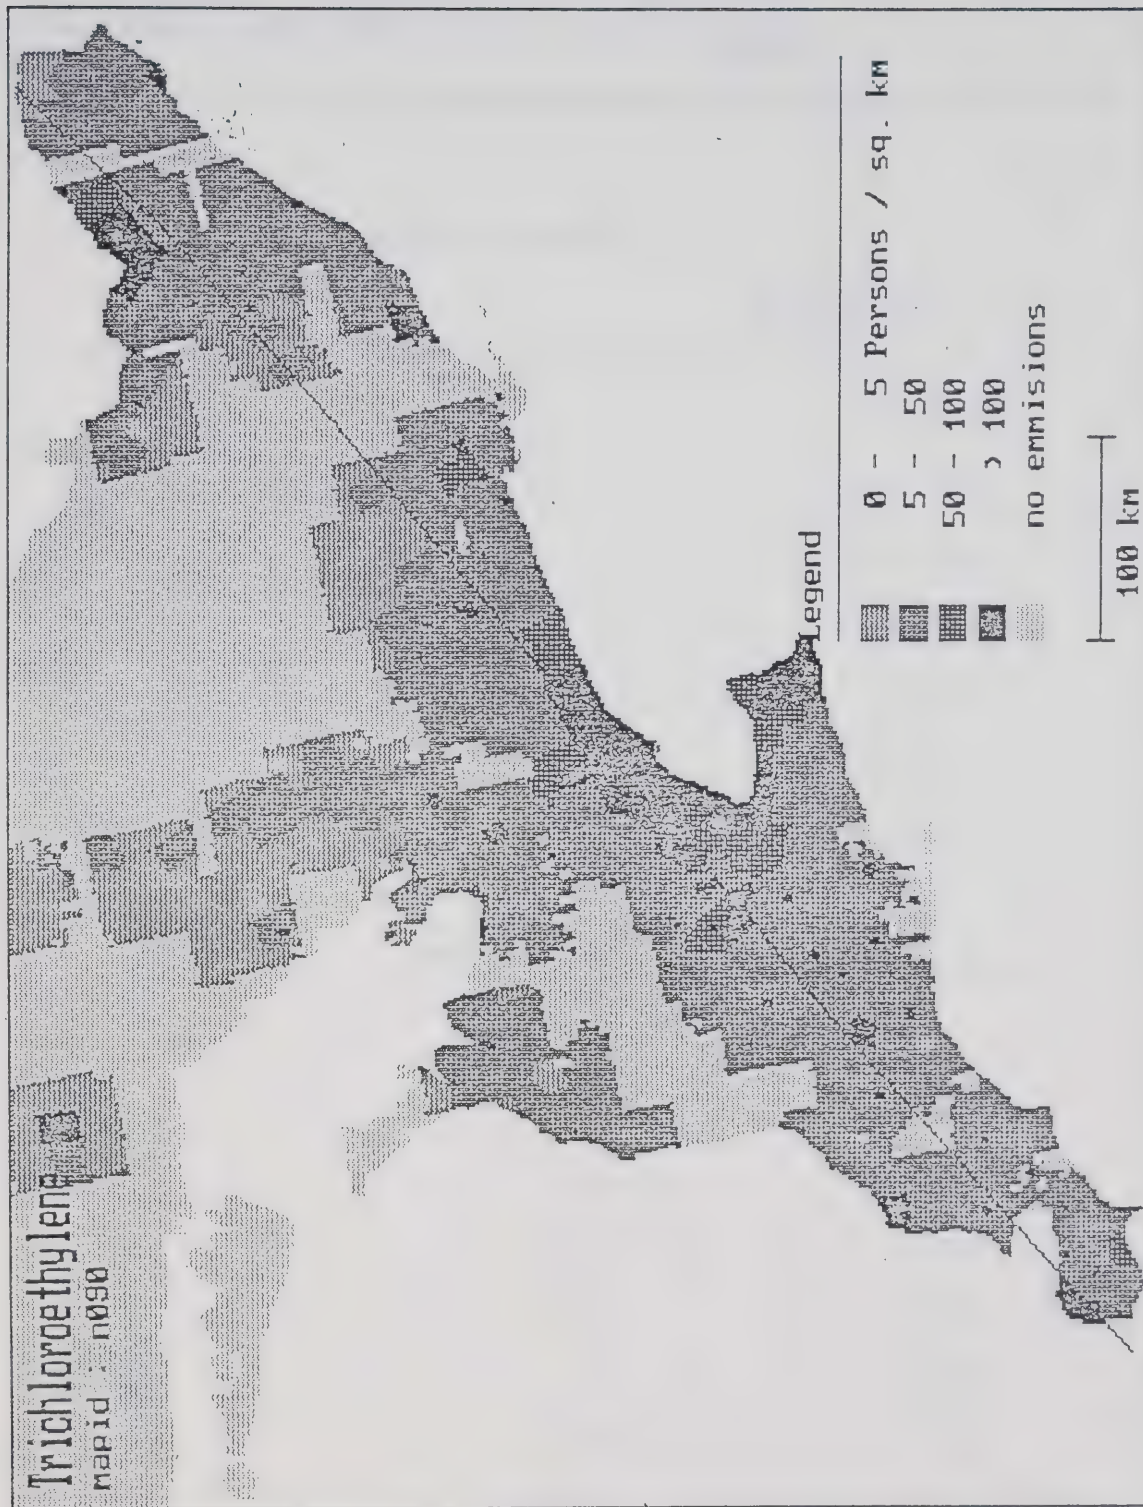 Trichloroethylene
mapid : n090
Legend
0 - 5 Persons / sq. km
5 - 50
50 - 100
> 100
no emmisions
100 km